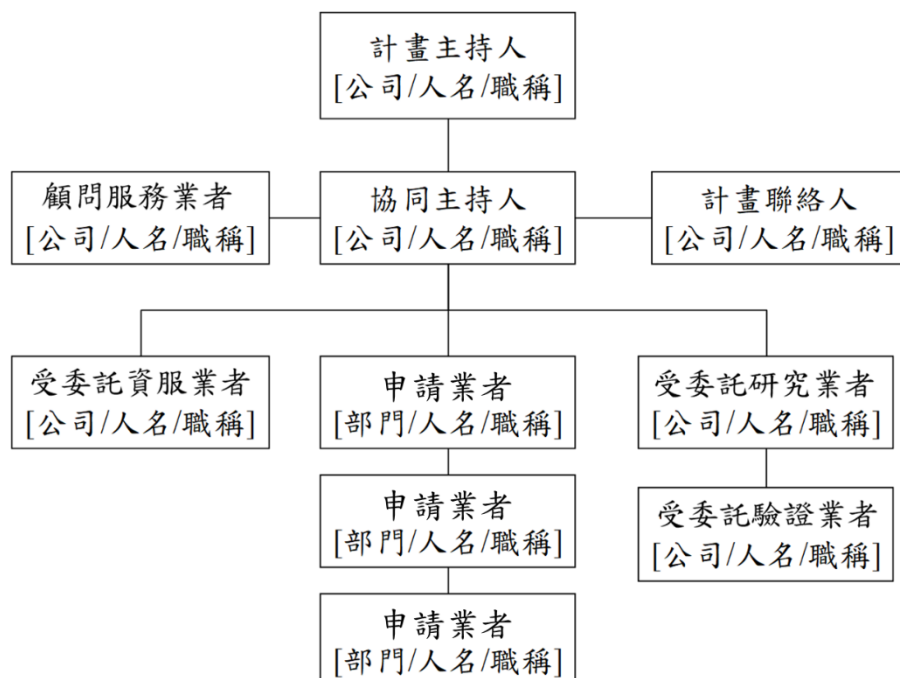 計畫主持人
[公司/人名/職稱]
顧問服務業者
[公司/人名/職稱]
協同主持人
[公司/人名/職稱]
計畫聯絡人
[公司/人名/職稱]
受委託資服業者
[公司/人名/職稱]
申請業者
[部門/人名/職稱]
受委託研究業者
[公司/人名/職稱]
申請業者
[部門/人名/職稱]
受委託驗證業者
[公司/人名/職稱]
申請業者
[部門/人名/職稱]